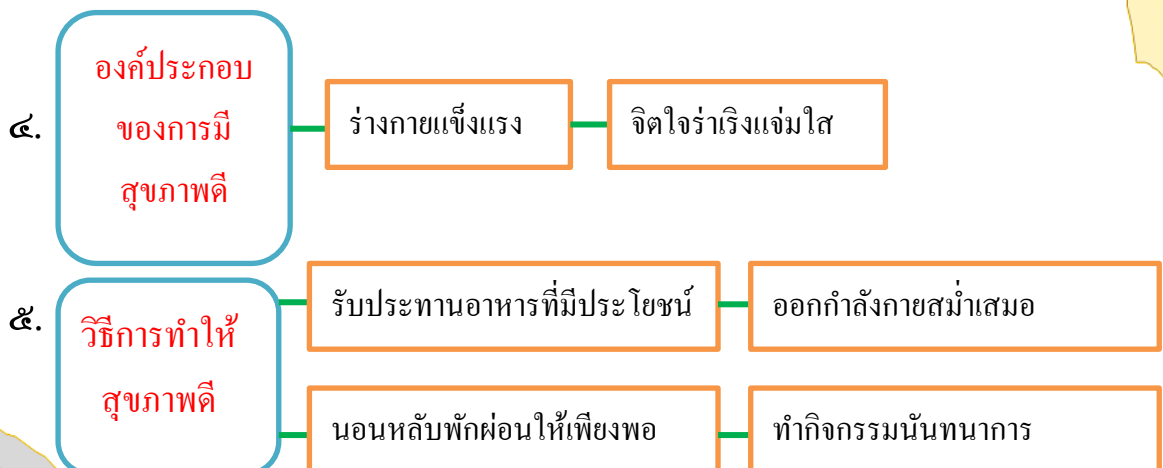 ๔.
องค์ประกอบ
ของการมี
สุขภาพดี
ร่างกายแข็งแรง
จิตใจร่าเริงแจ่มใส
๕.
วิธีการทำให้
สุขภาพดี
รับประทานอาหารที่มีประโยชน์
ออกกำลังกายสม่ำเสมอ
นอนหลับพักผ่อนให้เพียงพอ
ทำกิจกรรมนันทนาการ